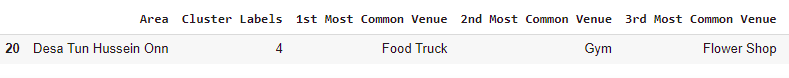 Area Cluster Labels 1st Most Common Venue 2nd Most Common Venue 3rd Most Common Venue
20 Desa Tun Hussein Onn 4 Food Truck Gym Flower Shop